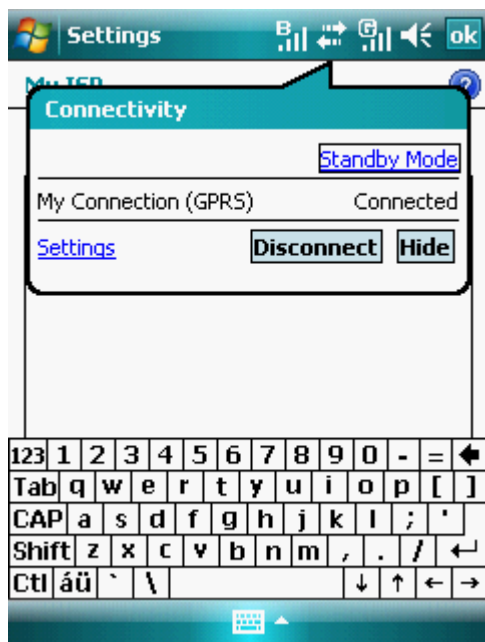 Settings B G ok
Connectivity
Standby Mode
My Connection (GPRS) Connected
Settings Disconnect Hide
123 1 2 3 4 5 6 7 8 9 0 - =
Tab q w e r t y u i o p [ ]
CAP a s d f g h j k l ; '
Shift z x c v b n m , . /
Ctl áü ` \ ↓ ↑ ← →